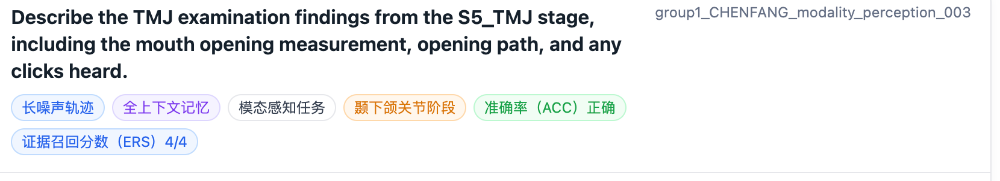 Describe the TMJ examination findings from the S5_TMJ stage,
including the mouth opening measurement, opening path, and any
clicks heard.
group1_CHENFANG_modality_perception_003
长噪声轨迹 全上下文记忆 模态感知任务 颞下颌关节阶段 准确率（ACC）正确
证据召回分数（ERS）4/4